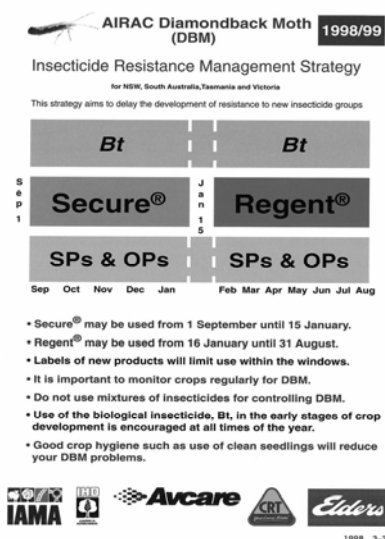 AIRAC Diamondback Moth
(DBM)
1998/99
Insecticide Resistance Management Strategy
for NSW, South Australia,Tasmania and Victoria
This strategy aims to delay the development of resistance to new insecticide groups
Bt
Bt
Sep 1
Secure®
Jan 15
Regent®
SPs & OPs
SPs & OPs
Sep Oct Nov Dec Jan Feb Mar Apr May Jun Jul Aug
• Secure® may be used from 1 September until 15 January.
• Regent® may be used from 16 January until 31 August.
• Labels of new products will limit use within the windows.
• It is important to monitor crops regularly for DBM.
• Do not use mixtures of insecticides for controlling DBM.
• Use of the biological insecticide, Bt, in the early stages of crop
development is encouraged at all times of the year.
• Good crop hygiene such as use of clean seedlings will reduce
your DBM problems.
IAMA
IHD
Avcare
CRT
Elders